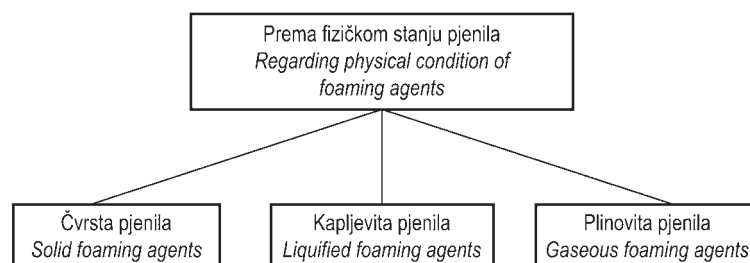 Prema fizičkom stanju pjenila
Regarding physical condition of
foaming agents
Čvrsta pjenila
Solid foaming agents
Kapljevita pjenila
Liquified foaming agents
Plinovita pjenila
Gaseous foaming agents